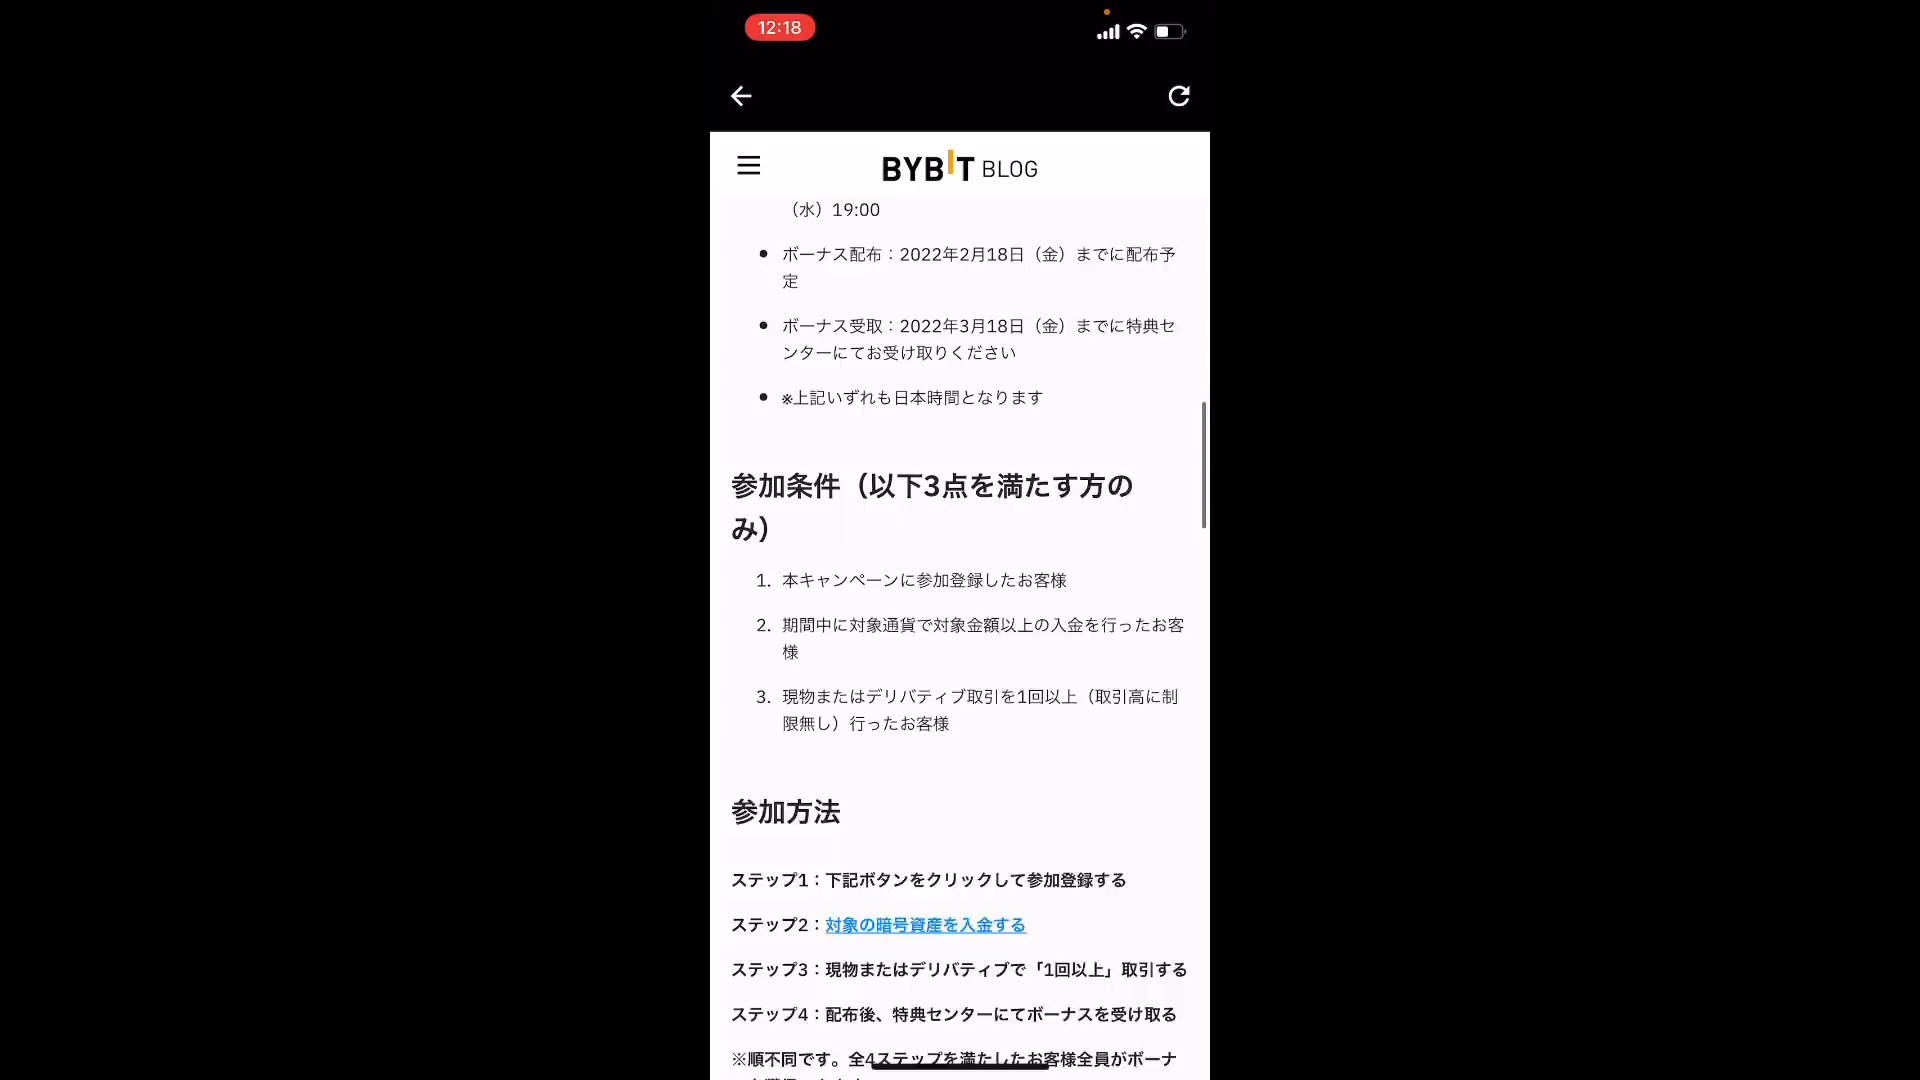 12:18
BYBIT BLOG
（水）19:00
• ボーナス配布：2022年2月18日（金）までに配布予
定
• ボーナス受取：2022年3月18日（金）までに特典セ
ンターにてお受け取りください
• ※上記いずれも日本時間となります
参加条件（以下3点を満たす方の
み）
1. 本キャンペーンに参加登録したお客様
2. 期間中に対象通貨で対象金額以上の入金を行ったお客
様
3. 現物またはデリバティブ取引を1回以上（取引高に制
限無し）行ったお客様
参加方法
ステップ1：下記ボタンをクリックして参加登録する
ステップ2：対象の暗号資産を入金する
ステップ3：現物またはデリバティブで「1回以上」取引する
ステップ4：配布後、特典センターにてボーナスを受け取る
※順不同です。全4ステップを満たしたお客様全員がボーナ